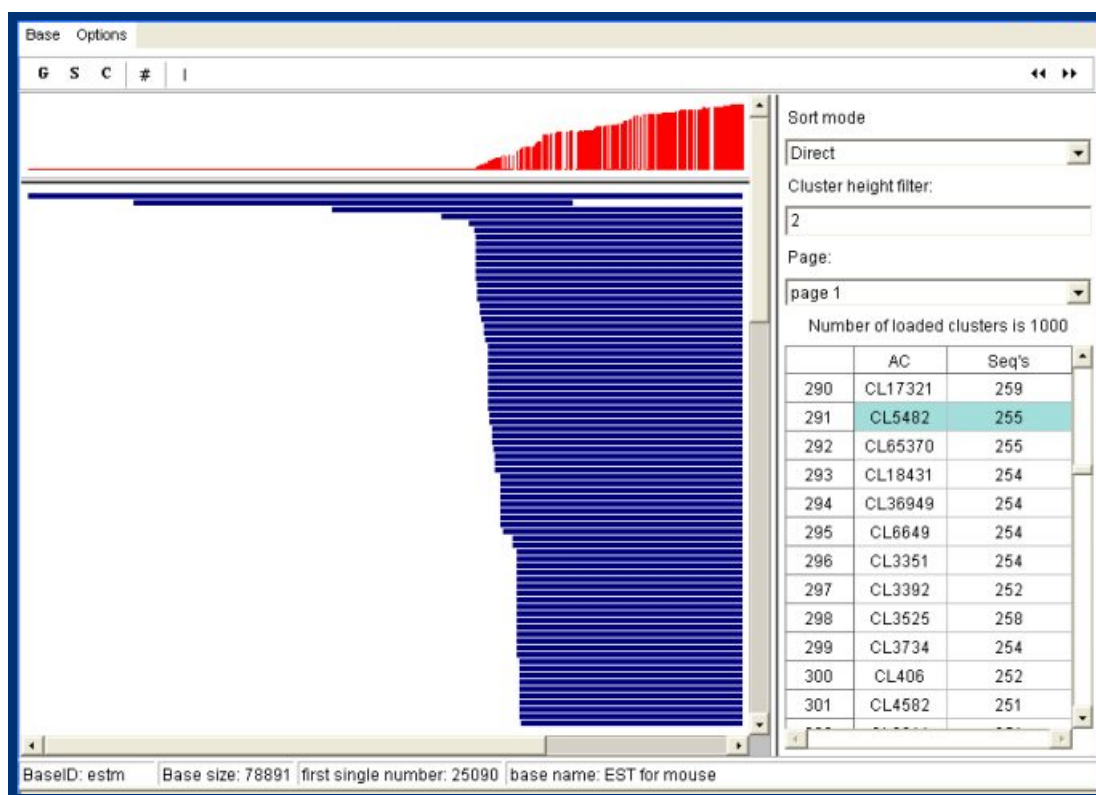 Base Options
G S C # |
Sort mode
Direct
Cluster height filter:
2
Page:
page 1
Number of loaded clusters is 1000
AC Seq's
290 CL17321 259
291 CL5482 255
292 CL65370 255
293 CL18431 254
294 CL36949 254
295 CL6649 254
296 CL3351 254
297 CL3392 252
298 CL3525 258
299 CL3734 254
300 CL406 252
301 CL4582 251
BaseID: estm Base size: 78891 first single number: 25090 base name: EST for mouse